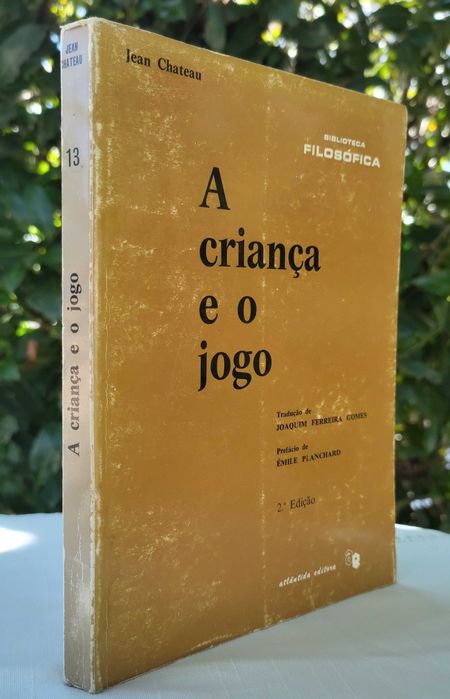 JEAN
CHATEAU
13
A criança e o jogo
Jean Chateau
BIBLIOTECA
FILOSÓFICA
A
criança
e o
jogo
Tradução de
JOAQUIM FERREIRA GOMES
Prefácio de
ÉMILE PLANCHARD
2.ª Edição
atlântida editora